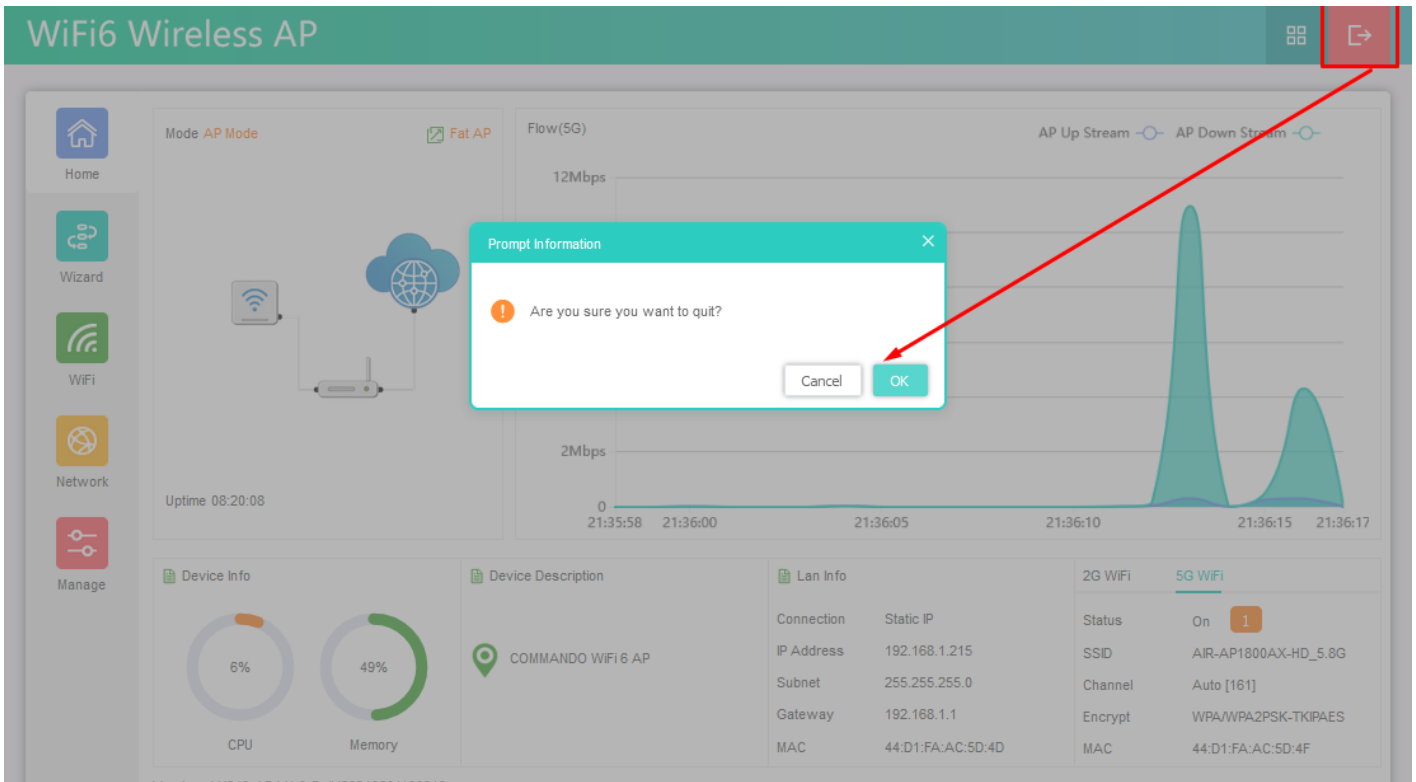 WiFi6 Wireless AP
Home
Wizard
WiFi
Network
Manage
Mode AP Mode
Fat AP
Uptime 08:20:08
Flow(5G)
AP Up Stream
AP Down Stream
12Mbps
2Mbps
0
21:35:58 21:36:00 21:36:05 21:36:10 21:36:15 21:36:17
Prompt Information
Are you sure you want to quit?
Cancel OK
Device Info
6%
49%
CPU Memory
Device Description
COMMANDO WiFi 6 AP
Lan Info
Connection Static IP
IP Address 192.168.1.215
Subnet 255.255.255.0
Gateway 192.168.1.1
MAC 44:D1:FA:AC:5D:4D
2G WiFi 5G WiFi
Status On 1
SSID AIR-AP1800AX-HD_5.8G
Channel Auto [161]
Encrypt WPA/WPA2PSK-TKIPAES
MAC 44:D1:FA:AC:5D:4F